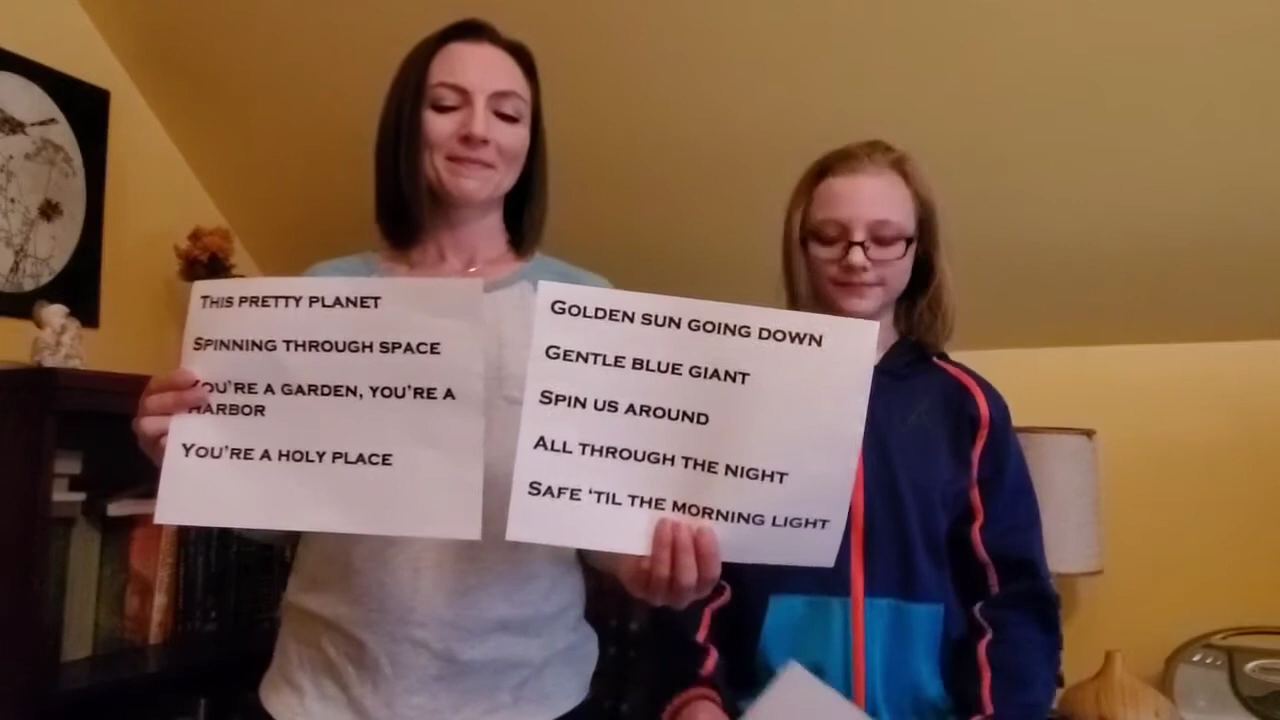 THIS PRETTY PLANET
SPINNING THROUGH SPACE
YOU'RE A GARDEN, YOU'RE A
HARBOR
YOU'RE A HOLY PLACE
GOLDEN SUN GOING DOWN
GENTLE BLUE GIANT
SPIN US AROUND
ALL THROUGH THE NIGHT
SAFE 'TIL THE MORNING LIGHT